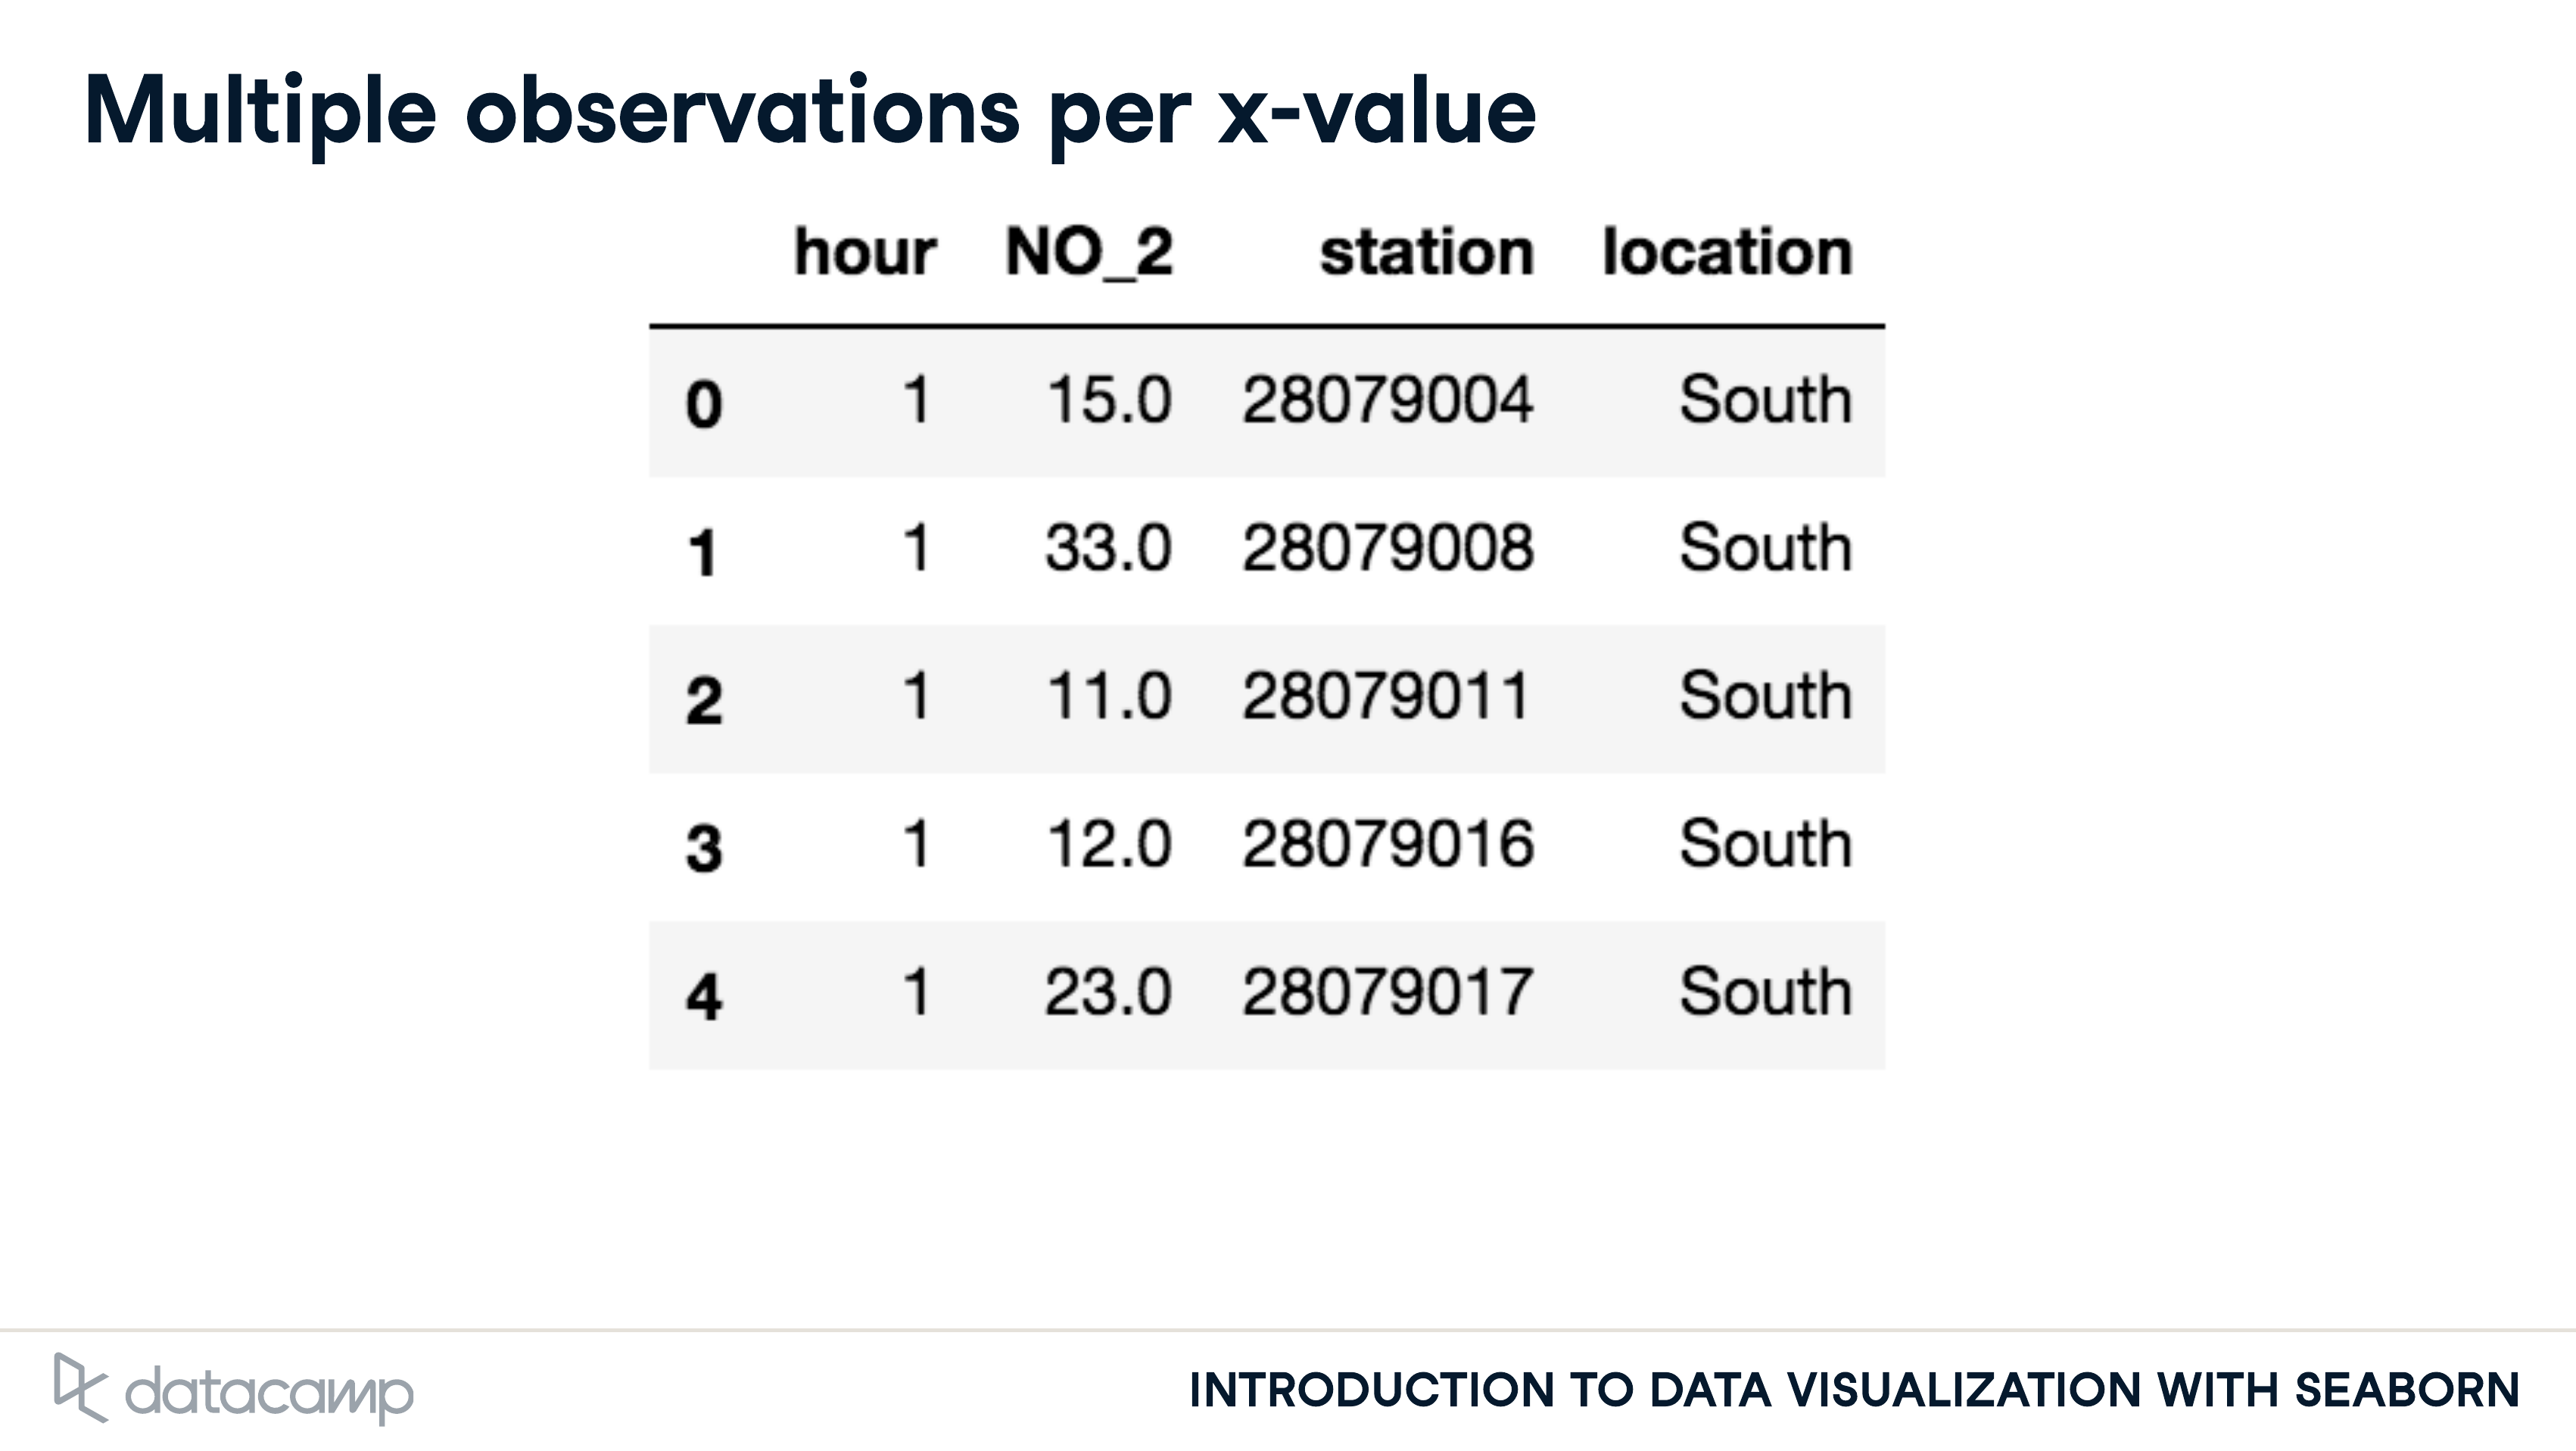 Multiple observations per x-value
hour NO_2 station location
0 1 15.0 28079004 South
1 1 33.0 28079008 South
2 1 11.0 28079011 South
3 1 12.0 28079016 South
4 1 23.0 28079017 South
datacamp
INTRODUCTION TO DATA VISUALIZATION WITH SEABORN